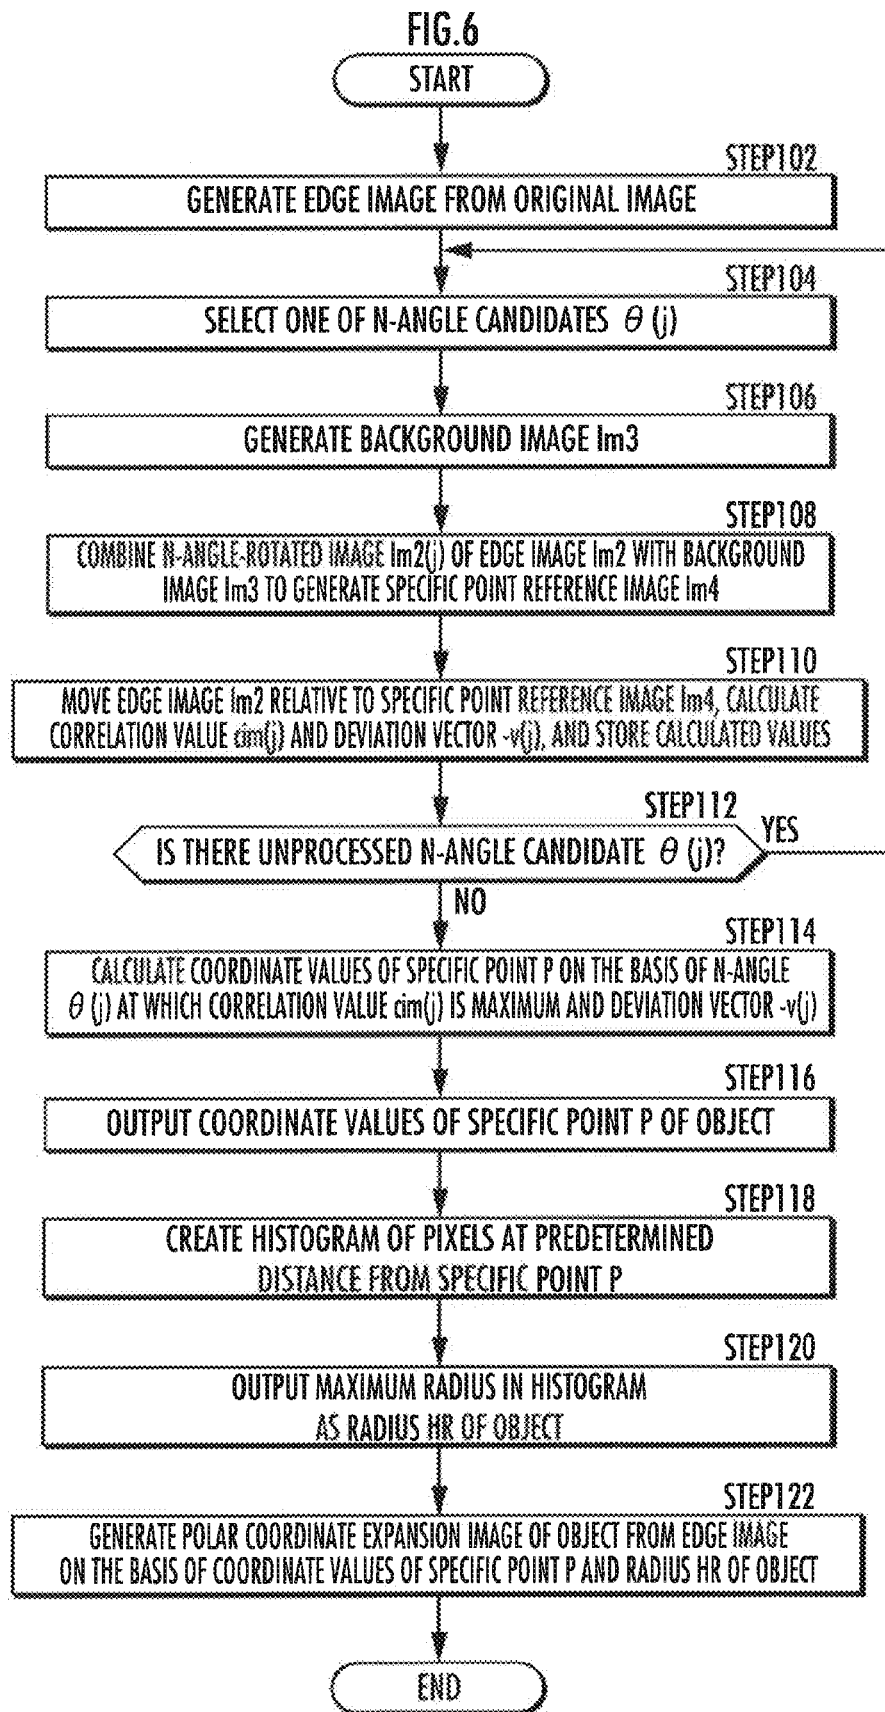 FIG.6
START
STEP102
GENERATE EDGE IMAGE FROM ORIGINAL IMAGE
STEP104
SELECT ONE OF N-ANGLE CANDIDATES θ (j)
STEP106
GENERATE BACKGROUND IMAGE Im3
STEP108
COMBINE N-ANGLE-ROTATED IMAGE Im2(j) OF EDGE IMAGE Im2 WITH BACKGROUND
IMAGE Im3 TO GENERATE SPECIFIC POINT REFERENCE IMAGE Im4
STEP110
MOVE EDGE IMAGE Im2 RELATIVE TO SPECIFIC POINT REFERENCE IMAGE Im4, CALCULATE
CORRELATION VALUE cim(j) AND DEVIATION VECTOR -v(j), AND STORE CALCULATED VALUES
STEP112
IS THERE UNPROCESSED N-ANGLE CANDIDATE θ (j)?
YES
NO
STEP114
CALCULATE COORDINATE VALUES OF SPECIFIC POINT P ON THE BASIS OF N-ANGLE
θ (j) AT WHICH CORRELATION VALUE cim(j) IS MAXIMUM AND DEVIATION VECTOR -v(j)
STEP116
OUTPUT COORDINATE VALUES OF SPECIFIC POINT P OF OBJECT
STEP118
CREATE HISTOGRAM OF PIXELS AT PREDETERMINED
DISTANCE FROM SPECIFIC POINT P
STEP120
OUTPUT MAXIMUM RADIUS IN HISTOGRAM
AS RADIUS HR OF OBJECT
STEP122
GENERATE POLAR COORDINATE EXPANSION IMAGE OF OBJECT FROM EDGE IMAGE
ON THE BASIS OF COORDINATE VALUES OF SPECIFIC POINT P AND RADIUS HR OF OBJECT
END